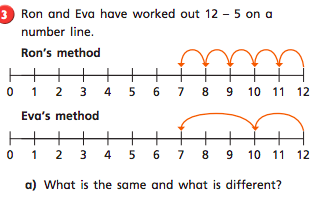 3 Ron and Eva have worked out 12 – 5 on a
number line.
Ron's method
0 1 2 3 4 5 6 7 8 9 10 11 12
Eva's method
0 1 2 3 4 5 6 7 8 9 10 11 12
a) What is the same and what is different?